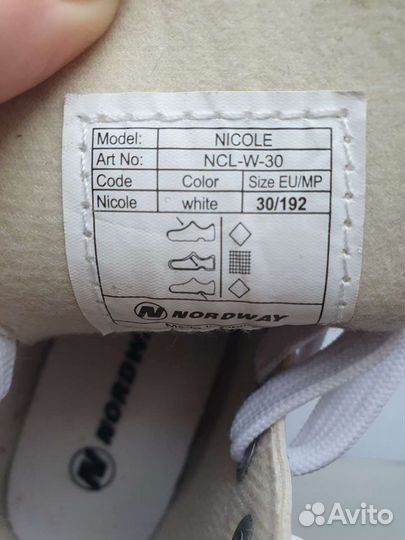 Model: NICOLE
Art No: NCL-W-30
Code Color Size EU/MP
Nicole white 30/192
NORDWAY
NORDWAY
Avito